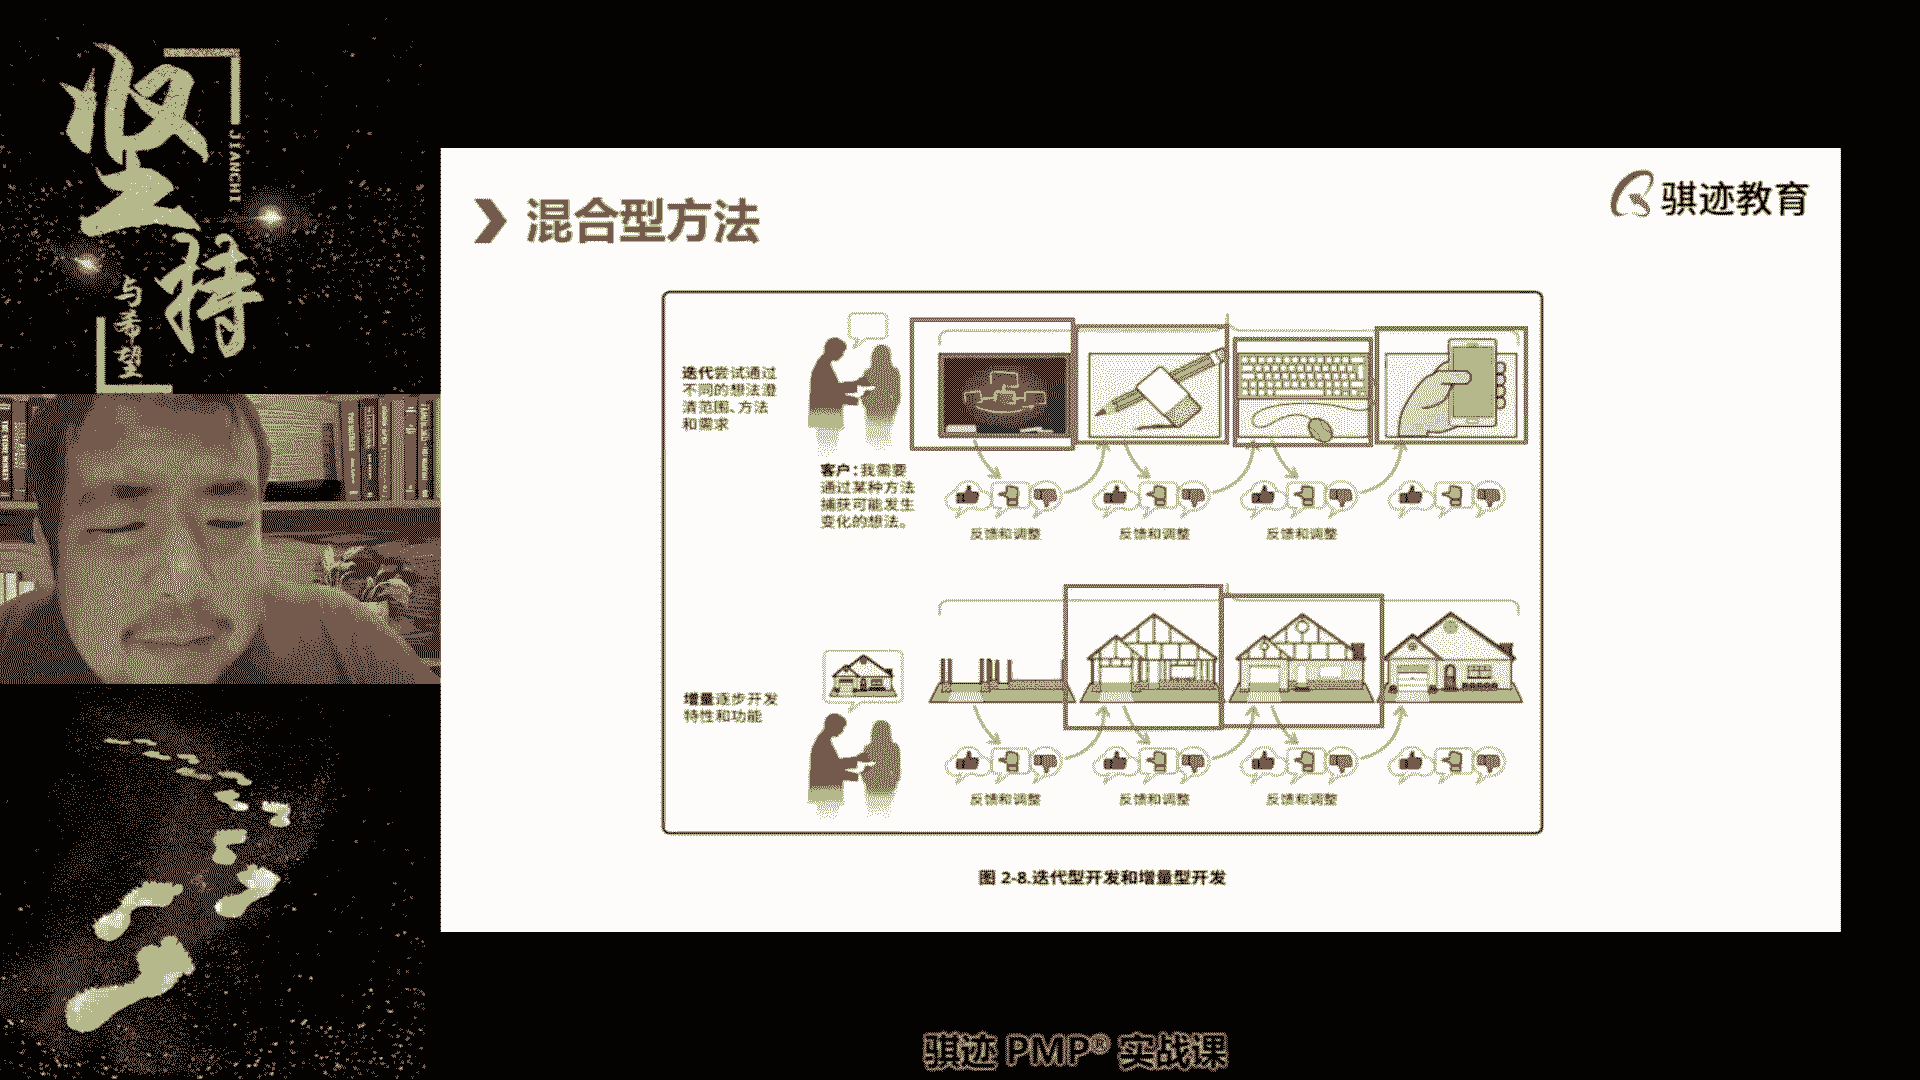 坚持
JIANCHI
与希望
混合型方法
骐迹教育
迭代尝试通过
不同的想法澄
清范围、方法
和需求
客户：我需要
通过某种方法
捕获可能发生
变化的想法。
反馈和调整
反馈和调整
反馈和调整
增量逐步开发
特性和功能
反馈和调整
反馈和调整
反馈和调整
图 2-8.迭代型开发和增量型开发
骐迹 PMP® 实战课